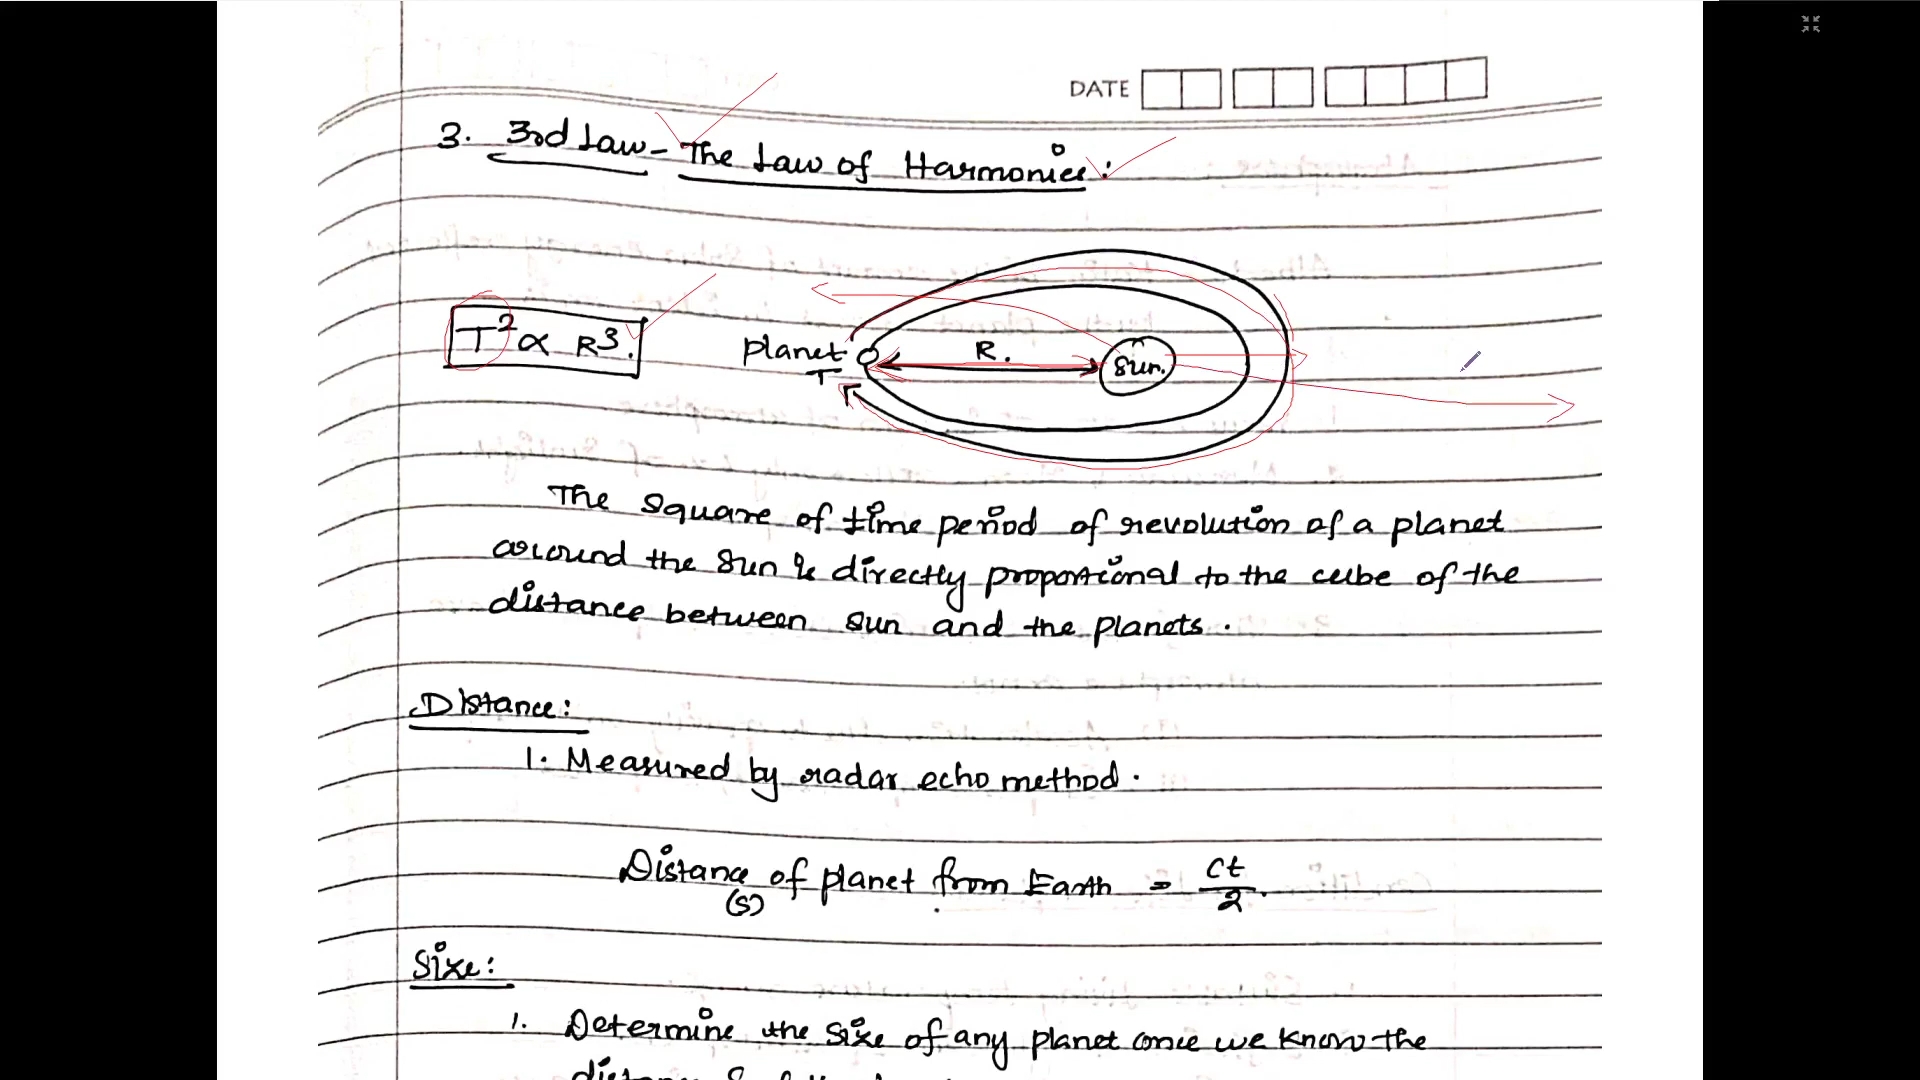 DATE
3. 3rd Law - The Law of Harmonics:
T² ∝ R³.
Planet
T
R.
Sun.
The square of time period of revolution of a planet
around the sun is directly proportional to the cube of the
distance between sun and the planets.
Distance:
1. Measured by radar echo method.
Distance of planet from Earth = ct/2.
(s)
Size:
1. Determine the size of any planet once we know the